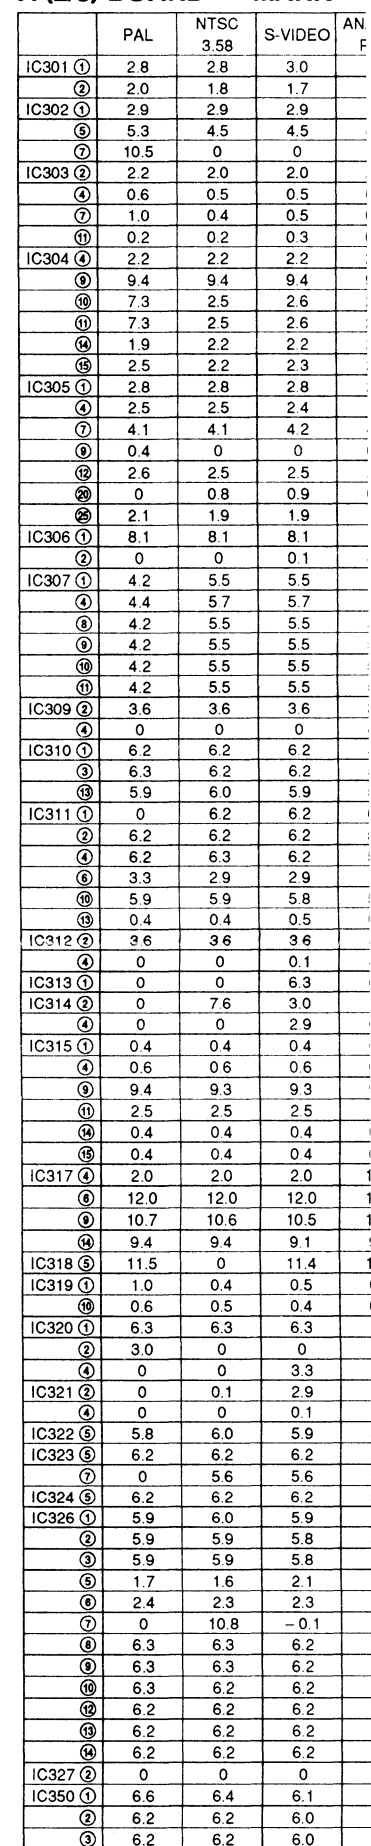 PAL NTSC 3.58 S-VIDEO AN
IC301 ① 2.8 2.8 3.0
② 2.0 1.8 1.7
IC302 ① 2.9 2.9 2.9
⑤ 5.3 4.5 4.5
⑦ 10.5 0 0
IC303 ② 2.2 2.0 2.0
④ 0.6 0.5 0.5
⑦ 1.0 0.4 0.5
⑪ 0.2 0.2 0.3
IC304 ④ 2.2 2.2 2.2
⑨ 9.4 9.4 9.4
⑩ 7.3 2.5 2.6
⑪ 7.3 2.5 2.6
⑭ 1.9 2.2 2.2
⑮ 2.5 2.2 2.3
IC305 ① 2.8 2.8 2.8
④ 2.5 2.5 2.4
⑦ 4.1 4.1 4.2
⑨ 0.4 0 0
⑫ 2.6 2.5 2.5
⑳ 0 0.8 0.9
㉕ 2.1 1.9 1.9
IC306 ① 8.1 8.1 8.1
② 0 0 0.1
IC307 ① 4.2 5.5 5.5
④ 4.4 5.7 5.7
⑧ 4.2 5.5 5.5
⑨ 4.2 5.5 5.5
⑩ 4.2 5.5 5.5
⑪ 4.2 5.5 5.5
IC309 ② 3.6 3.6 3.6
④ 0 0 0
IC310 ① 6.2 6.2 6.2
③ 6.3 6.2 6.2
⑬ 5.9 6.0 5.9
IC311 ① 0 6.2 6.2
② 6.2 6.2 6.2
④ 6.2 6.3 6.2
⑥ 3.3 2.9 2.9
⑩ 5.9 5.9 5.8
⑬ 0.4 0.4 0.5
IC312 ② 3.6 3.6 3.6
④ 0 0 0.1
IC313 ① 0 0 6.3
IC314 ② 0 7.6 3.0
④ 0 0 2.9
IC315 ① 0.4 0.4 0.4
④ 0.6 0.6 0.6
⑨ 9.4 9.3 9.3
⑪ 2.5 2.5 2.5
⑭ 0.4 0.4 0.4
⑮ 0.4 0.4 0.4
IC317 ④ 2.0 2.0 2.0 1
⑥ 12.0 12.0 12.0 1
⑨ 10.7 10.6 10.5 1
⑭ 9.4 9.4 9.1
IC318 ⑤ 11.5 0 11.4 1
IC319 ① 1.0 0.4 0.5
⑩ 0.6 0.5 0.4
IC320 ① 6.3 6.3 6.3
② 3.0 0 0
④ 0 0 3.3
IC321 ② 0 0.1 2.9
④ 0 0 0.1
IC322 ⑤ 5.8 6.0 5.9
IC323 ⑤ 6.2 6.2 6.2
⑦ 0 5.6 5.6
IC324 ⑤ 6.2 6.2 6.2
IC326 ① 5.9 6.0 5.9
② 5.9 5.9 5.8
③ 5.9 5.9 5.8
⑤ 1.7 1.6 2.1
⑥ 2.4 2.3 2.3
⑦ 0 10.8 −0.1
⑧ 6.3 6.3 6.2
⑨ 6.3 6.3 6.2
⑩ 6.3 6.2 6.2
⑫ 6.2 6.2 6.2
⑬ 6.2 6.2 6.2
⑭ 6.2 6.2 6.2
IC327 ② 0 0 0
IC350 ① 6.6 6.4 6.1
② 6.2 6.2 6.0
③ 6.2 6.2 6.0